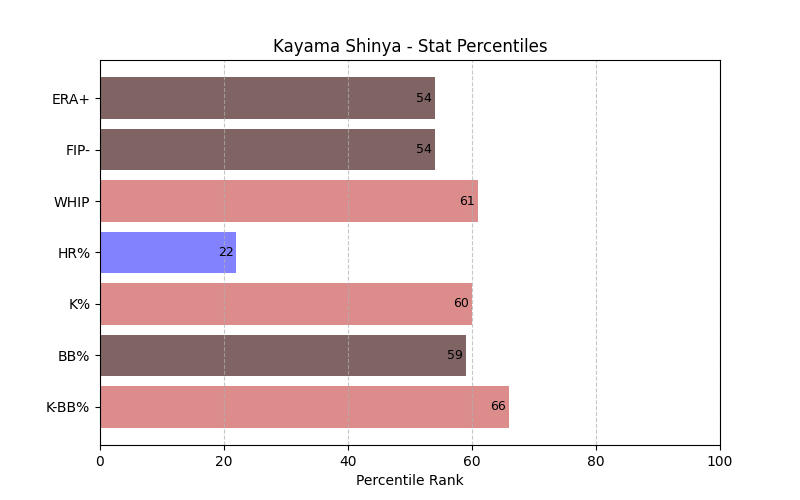 Kayama Shinya - Stat Percentiles
ERA+ 54
FIP- 54
WHIP 61
HR% 22
K% 60
BB% 59
K-BB% 66
0 20 40 60 80 100
Percentile Rank